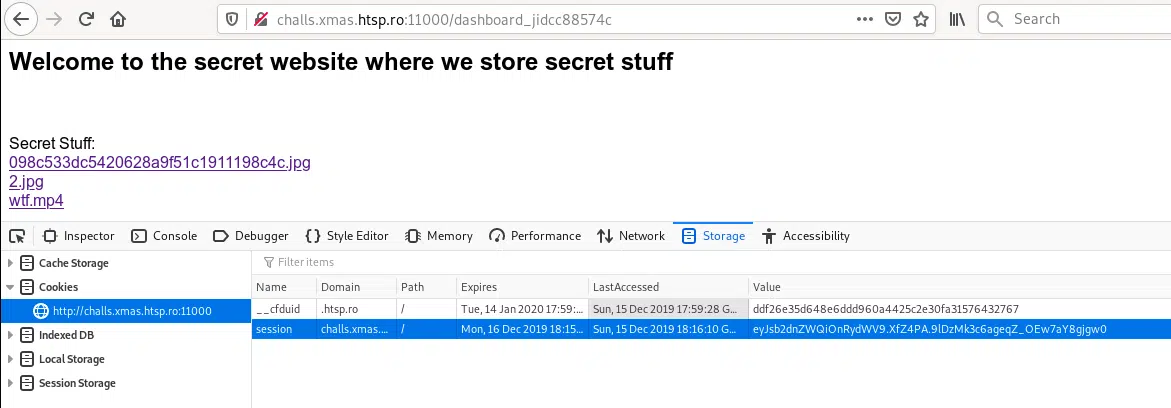 challs.xmas.htsp.ro:11000/dashboard_jidcc88574c
Search
Welcome to the secret website where we store secret stuff
Secret Stuff:
098c533dc5420628a9f51c1911198c4c.jpg
2.jpg
wtf.mp4
Inspector Console Debugger Style Editor Memory Performance Network Storage Accessibility
Cache Storage
Cookies
http://challs.xmas.htsp.ro:11000
Indexed DB
Local Storage
Session Storage
Filter items
Name Domain Path Expires LastAccessed Value
__cfduid .htsp.ro / Tue, 14 Jan 2020 17:59:... Sun, 15 Dec 2019 17:59:28 G... ddf26e35d648e6ddd960a4425c2e30fa31576432767
session challs.xmas.... / Mon, 16 Dec 2019 18:15... Sun, 15 Dec 2019 18:16:10 G... eyJsb2dnZWQiOnRydWV9.XfZ4PA.9lDzMk3c6ageqZ_OEw7aY8gjgw0